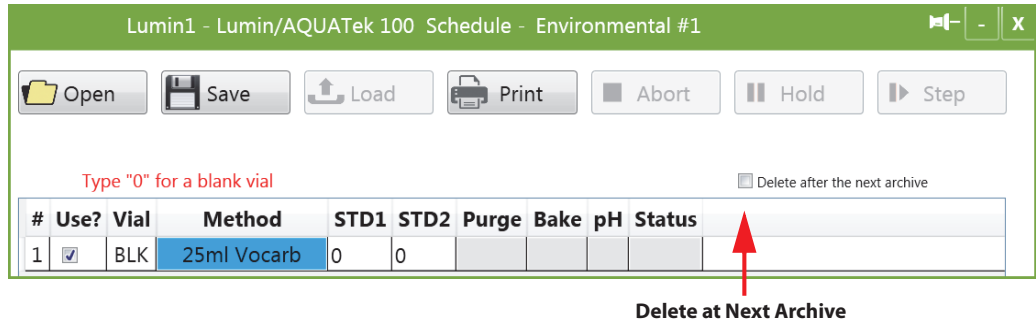 Lumin1 - Lumin/AQUATek 100 Schedule - Environmental #1 - X
Open Save Load Print Abort Hold Step
Type "0" for a blank vial Delete after the next archive
# Use? Vial Method STD1 STD2 Purge Bake pH Status
1 BLK 25ml Vocarb 0 0
Delete at Next Archive